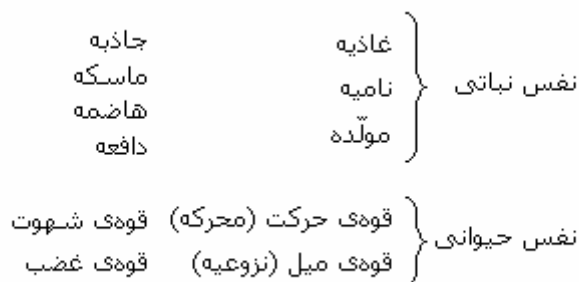 غاذیه جاذبه
ماسکه
نفس نباتی نامیه
هاضمه
مولّده
دافعه
قوه‌ی حرکت (محرکه) قوه‌ی شهوت
نفس حیوانی
قوه‌ی میل (نزوعیه) قوه‌ی غضب